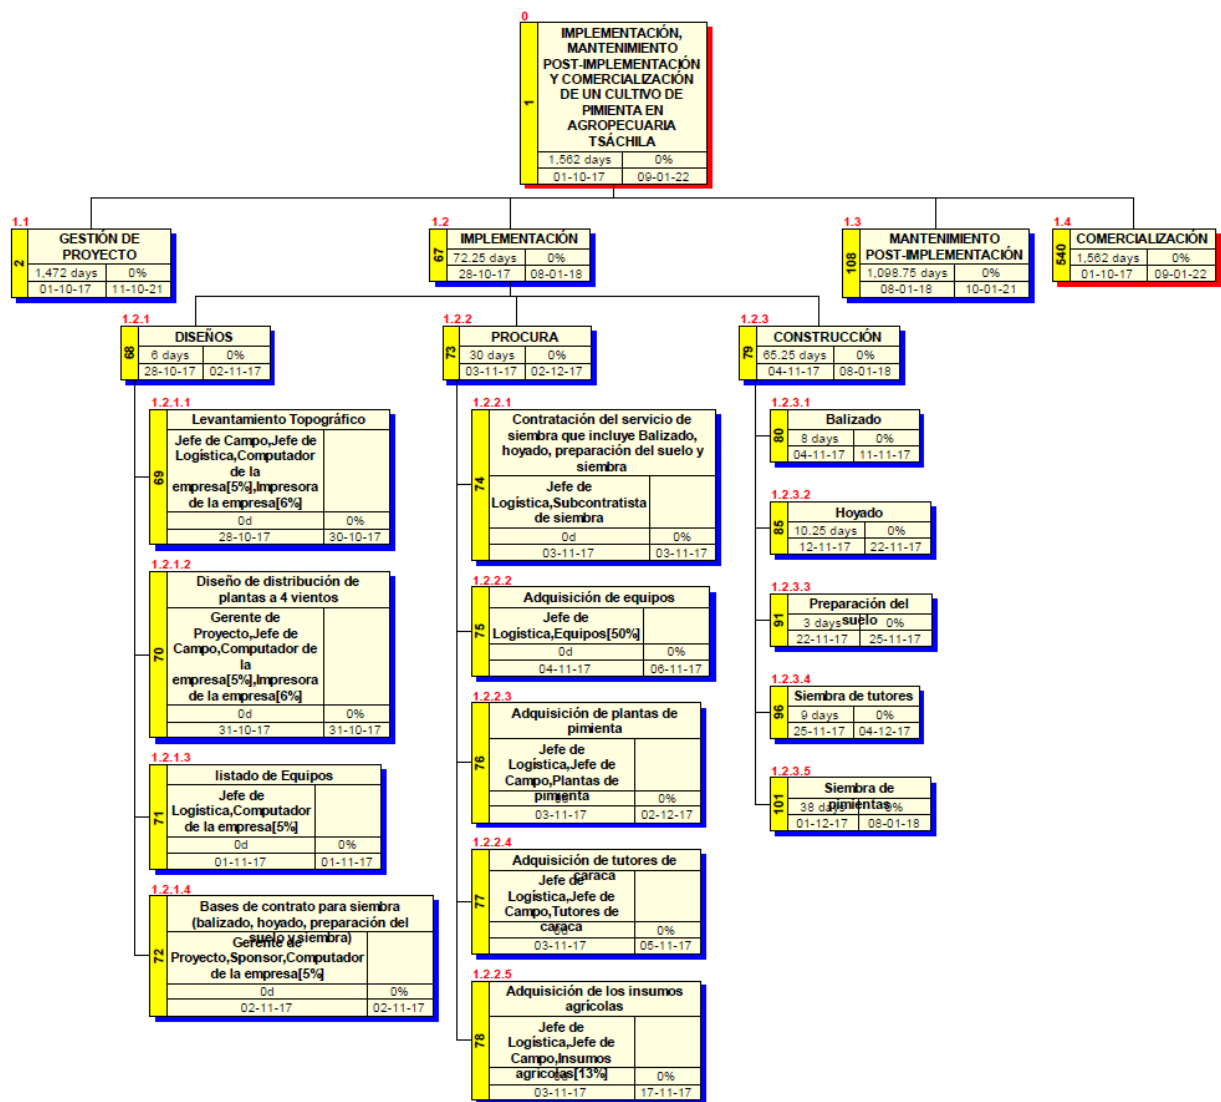 0
1
IMPLEMENTACIÓN,
MANTENIMIENTO
POST-IMPLEMENTACIÓN
Y COMERCIALIZACIÓN
DE UN CULTIVO DE
PIMIENTA EN
AGROPECUARIA
TSÁCHILA
1,562 days 0%
01-10-17 09-01-22
1.1
2
GESTIÓN DE
PROYECTO
1,472 days 0%
01-10-17 11-10-21
1.2
67
IMPLEMENTACIÓN
72.25 days 0%
28-10-17 08-01-18
1.3
108
MANTENIMIENTO
POST-IMPLEMENTACIÓN
1,098.75 days 0%
08-01-18 10-01-21
1.4
540
COMERCIALIZACIÓN
1,562 days 0%
01-10-17 09-01-22
1.2.1
68
DISEÑOS
6 days 0%
28-10-17 02-11-17
1.2.1.1
69
Levantamiento Topográfico
Jefe de Campo,Jefe de
Logística,Computador
de la
empresa[5%],Impresora
de la empresa[6%]
0d 0%
28-10-17 30-10-17
1.2.1.2
70
Diseño de distribución de
plantas a 4 vientos
Gerente de
Proyecto,Jefe de
Campo,Computador de
la
empresa[5%],Impresora
de la empresa[6%]
0d 0%
31-10-17 31-10-17
1.2.1.3
71
listado de Equipos
Jefe de
Logística,Computador
de la empresa[5%]
0d 0%
01-11-17 01-11-17
1.2.1.4
72
Bases de contrato para siembra
(balizado, hoyado, preparación del
suelo y siembra)
Gerente de
Proyecto,Sponsor,Computador
de la empresa[5%]
0d 0%
02-11-17 02-11-17
1.2.2
73
PROCURA
30 days 0%
03-11-17 02-12-17
1.2.2.1
74
Contratación del servicio de
siembra que incluye Balizado,
hoyado, preparación del suelo y
siembra
Jefe de
Logística,Subcontratista
de siembra
0d 0%
03-11-17 03-11-17
1.2.2.2
75
Adquisición de equipos
Jefe de
Logística,Equipos[50%]
0d 0%
04-11-17 06-11-17
1.2.2.3
76
Adquisición de plantas de
pimienta
Jefe de
Logística,Jefe de
Campo,Plantas de
pimienta
0d 0%
03-11-17 02-12-17
1.2.2.4
77
Adquisición de tutores de
caraca
Jefe de
Logística,Jefe de
Campo,Tutores de
caraca
0d 0%
03-11-17 05-11-17
1.2.2.5
78
Adquisición de los insumos
agrícolas
Jefe de
Logística,Jefe de
Campo,Insumos
agrícolas[13%]
0d 0%
03-11-17 17-11-17
1.2.3
79
CONSTRUCCIÓN
65.25 days 0%
04-11-17 08-01-18
1.2.3.1
80
Balizado
8 days 0%
04-11-17 11-11-17
1.2.3.2
85
Hoyado
10.25 days 0%
12-11-17 22-11-17
1.2.3.3
91
Preparación del
suelo
3 days 0%
22-11-17 25-11-17
1.2.3.4
96
Siembra de tutores
9 days 0%
25-11-17 04-12-17
1.2.3.5
101
Siembra de
pimientas
38 days 0%
01-12-17 08-01-18